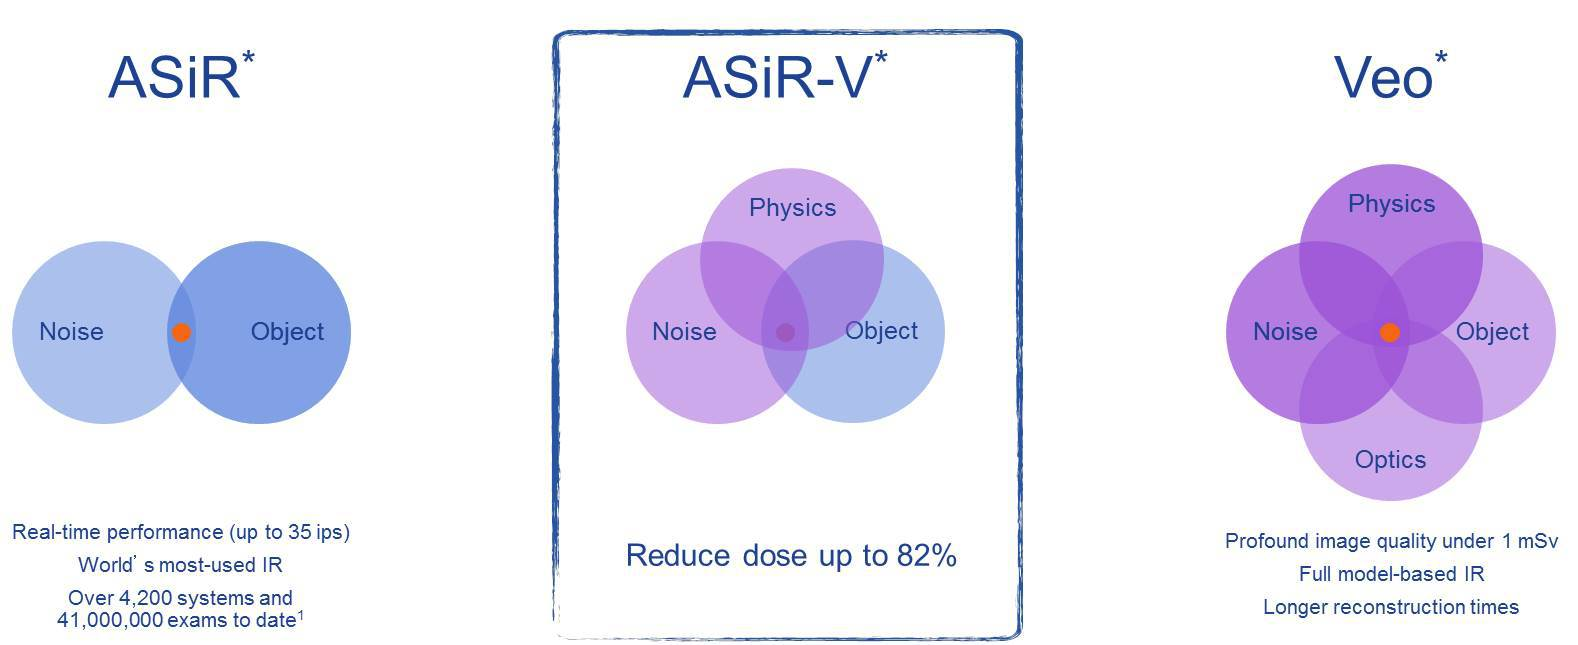 ASiR*
Noise
Object
Real-time performance (up to 35 ips)
World's most-used IR
Over 4,200 systems and
41,000,000 exams to date1
ASiR-V*
Physics
Noise
Object
Reduce dose up to 82%
Veo*
Physics
Noise
Object
Optics
Profound image quality under 1 mSv
Full model-based IR
Longer reconstruction times